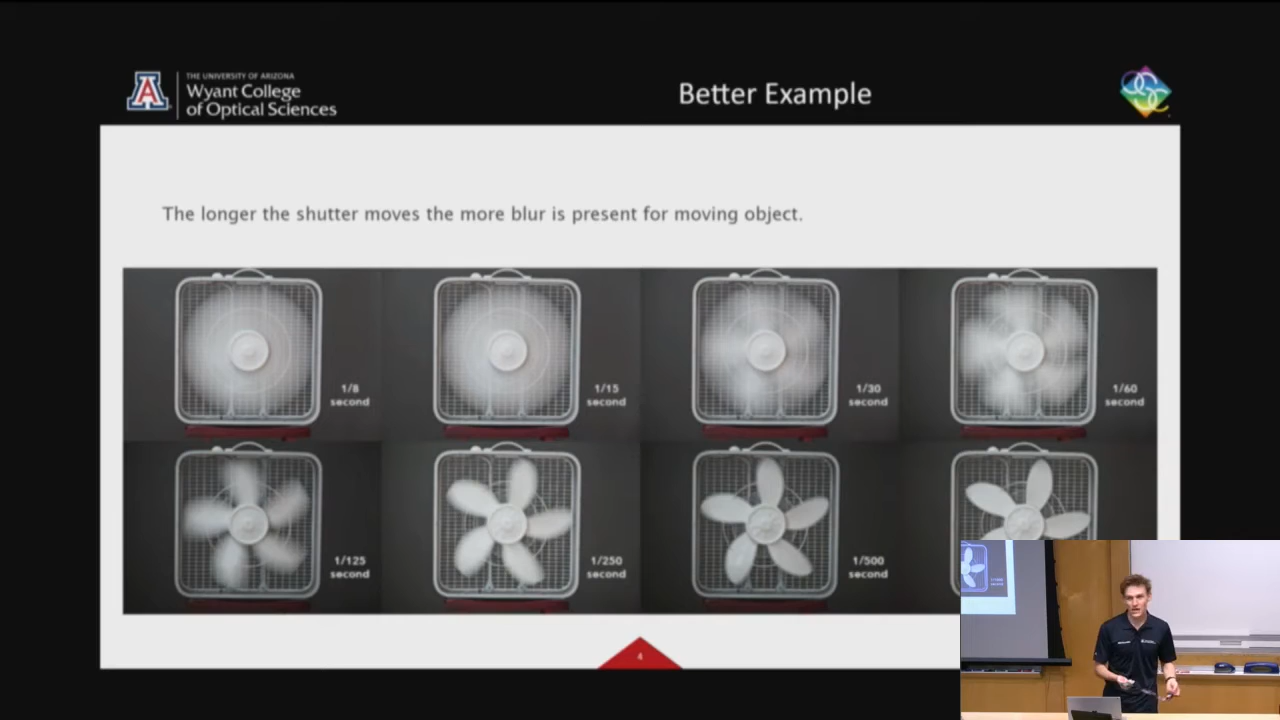 THE UNIVERSITY OF ARIZONA
Wyant College
of Optical Sciences
Better Example
The longer the shutter moves the more blur is present for moving object.
1/8
second
1/15
second
1/30
second
1/60
second
1/125
second
1/250
second
1/500
second
4